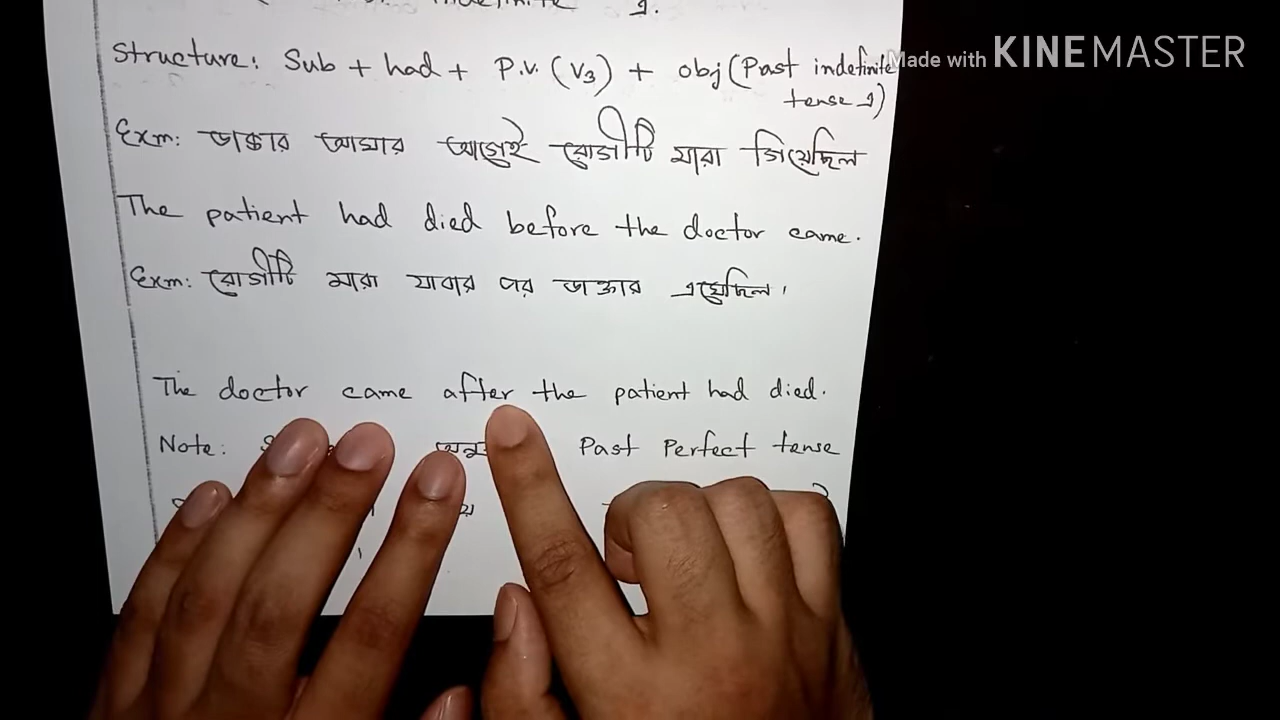 indefinite
Structure: Sub + had + P.V. (V3) + obj (Past indefinite
tense এ)
Exm: ডাক্তার আসার আগেই রোগীটি মারা গিয়েছিল
The patient had died before the doctor came.
Exm: রোগীটি মারা যাবার পর ডাক্তার এসেছিল।
The doctor came after the patient had died.
Note: Past Perfect tense
Made with KINEMASTER